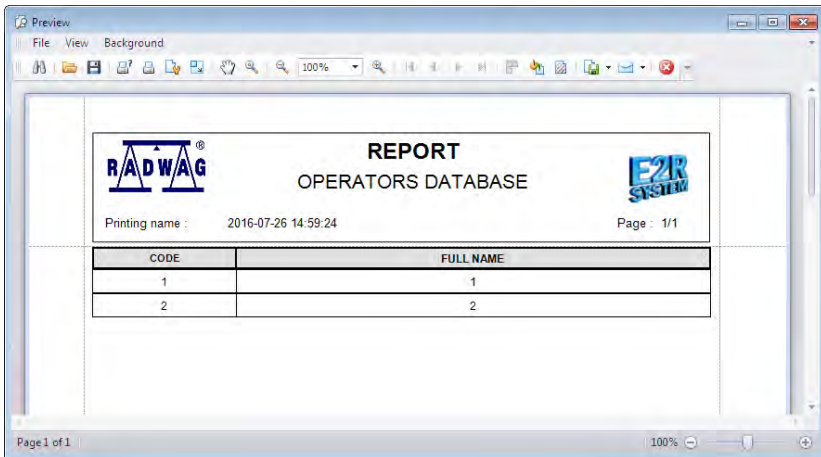 Preview
File View Background
100%
RADWAG®
REPORT
OPERATORS DATABASE
E2R
SYSTEM
Printing name : 2016-07-26 14:59:24 Page : 1/1
CODE FULL NAME
1 1
2 2
Page 1 of 1 100%